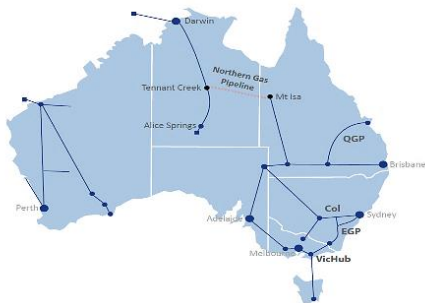 Darwin
Northern Gas
Pipeline
Tennant Creek
Mt Isa
Alice Springs
QGP
Brisbane
Perth
Col
Adelaide
Sydney
EGP
Melbourne
VicHub